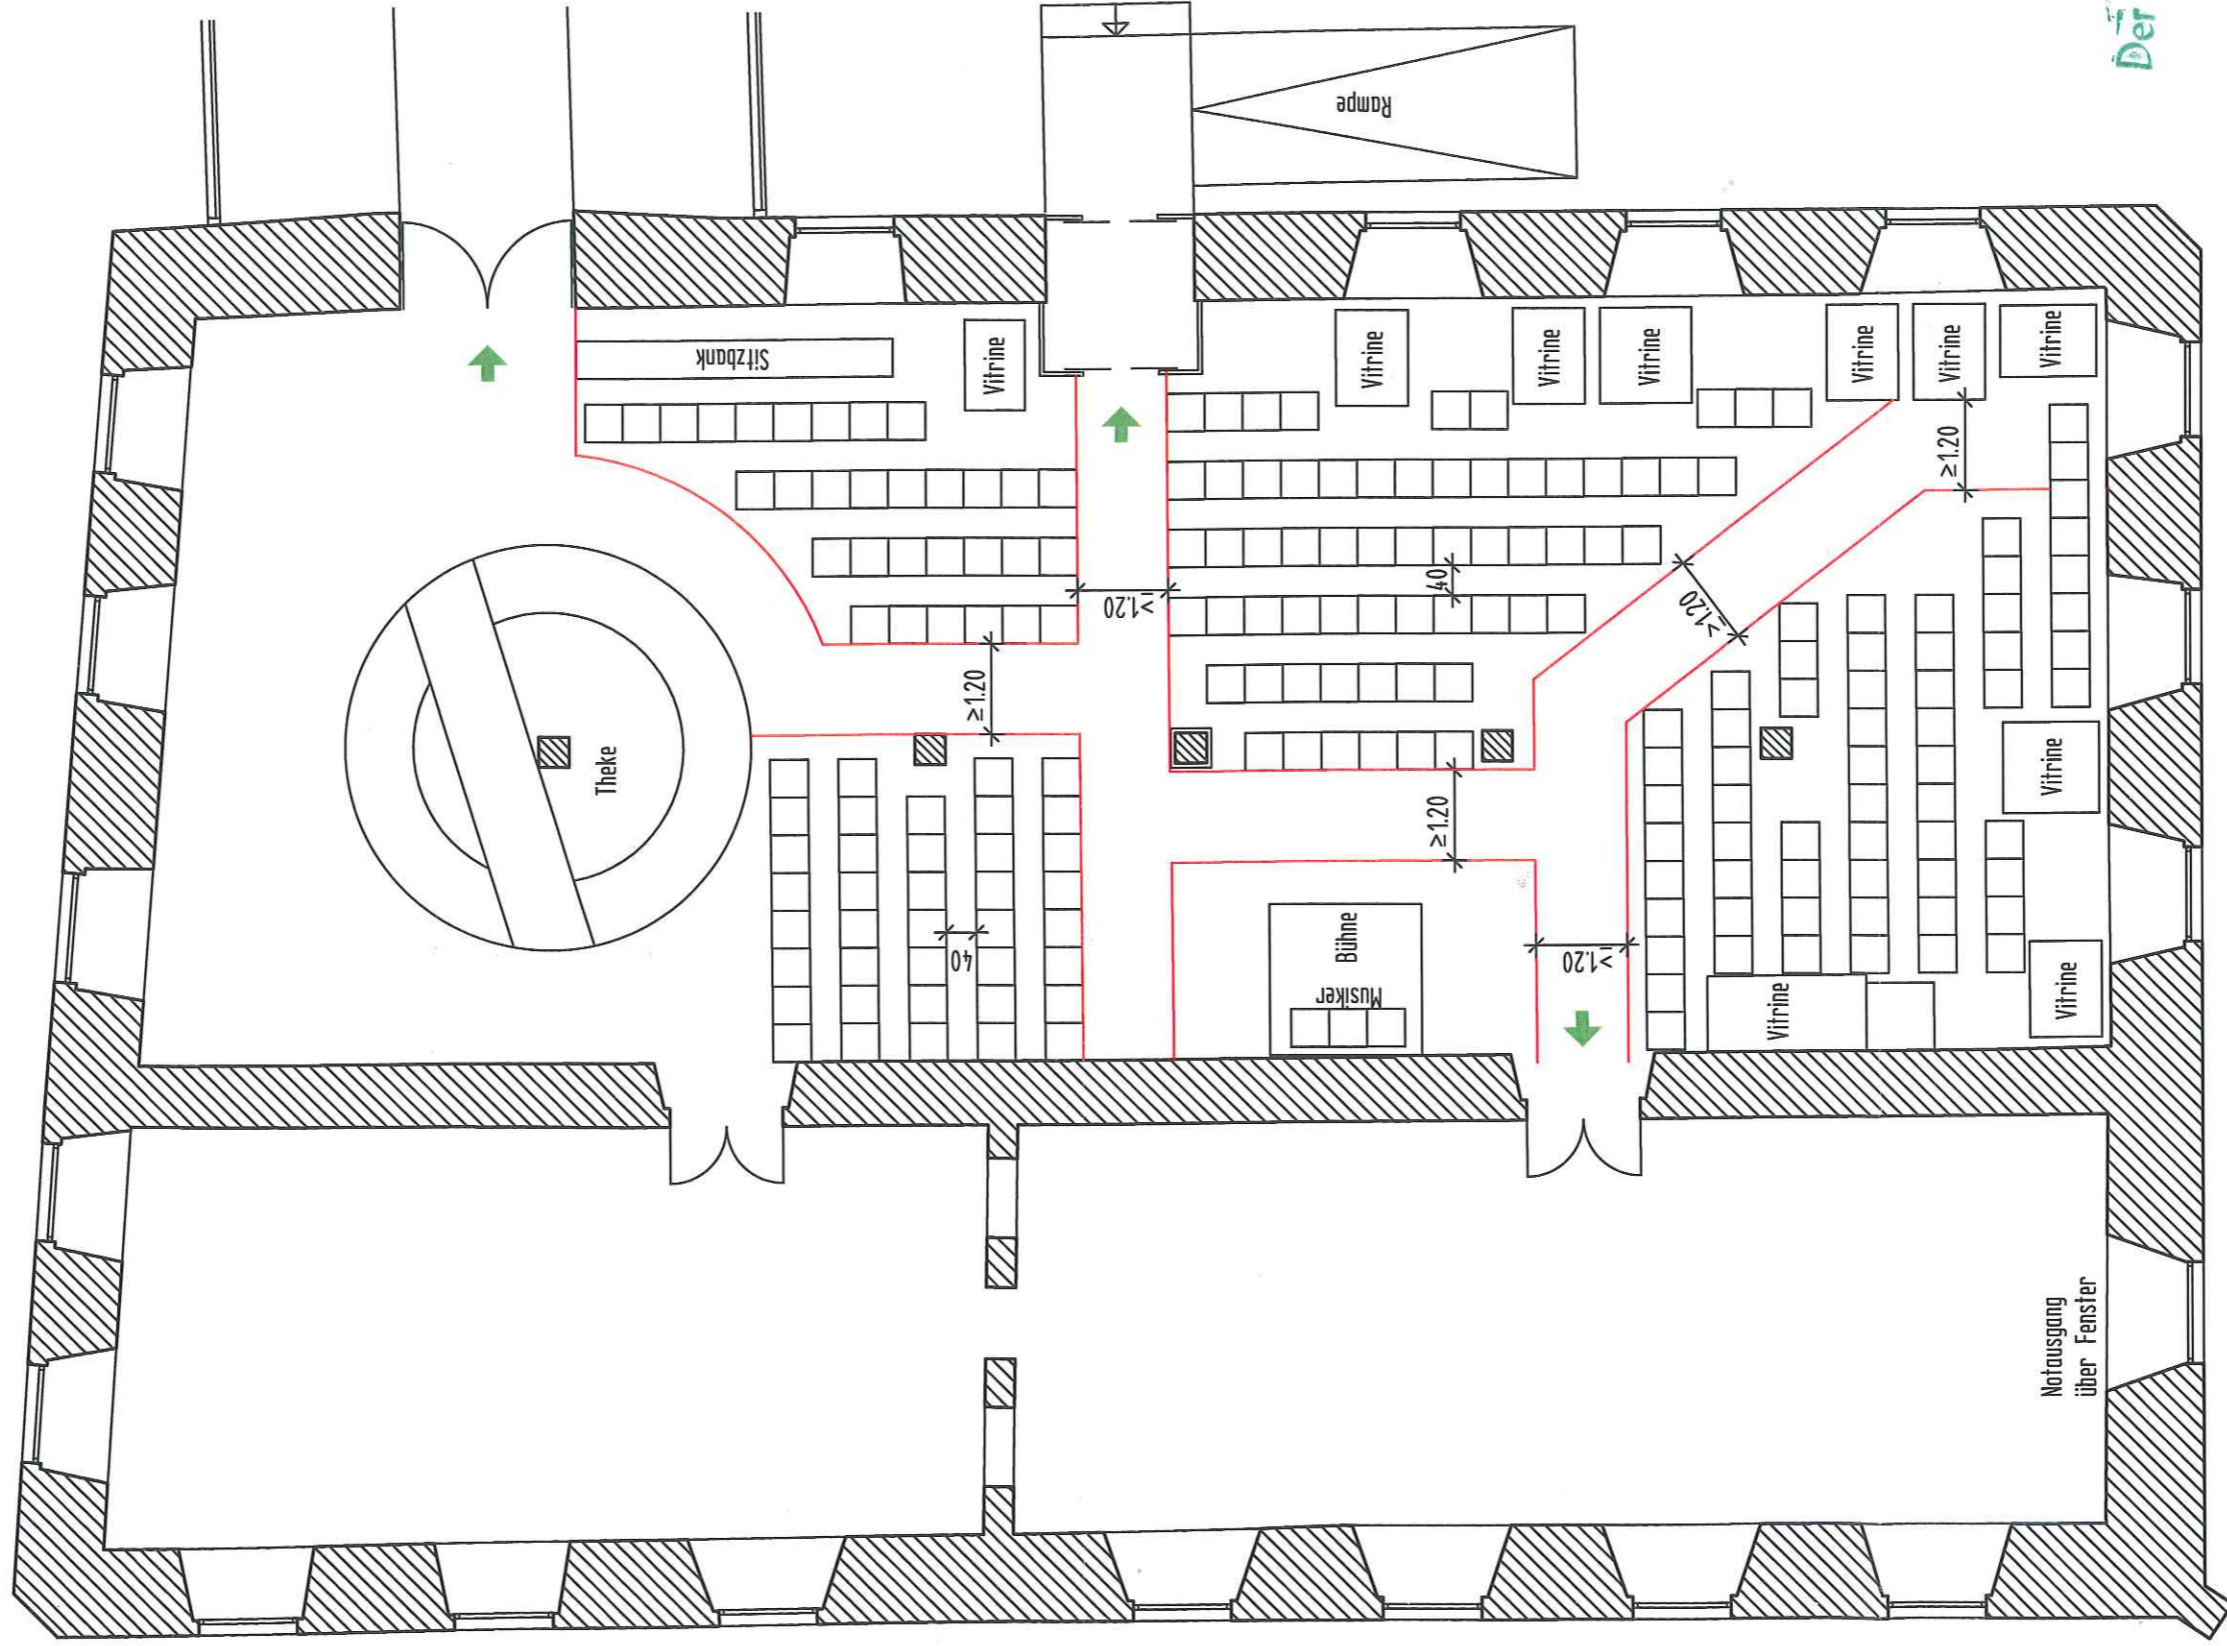 Der
Rampe
Sitzbank
Vitrine
Vitrine
Vitrine
Vitrine
Vitrine
Vitrine
Vitrine
≥1.20
40
≥1.20
≥1.20
≥1.20
Theke
≥1.20
Vitrine
40
Bühne
Musiker
≥1.20
Vitrine
Vitrine
Notausgang
über Fenster